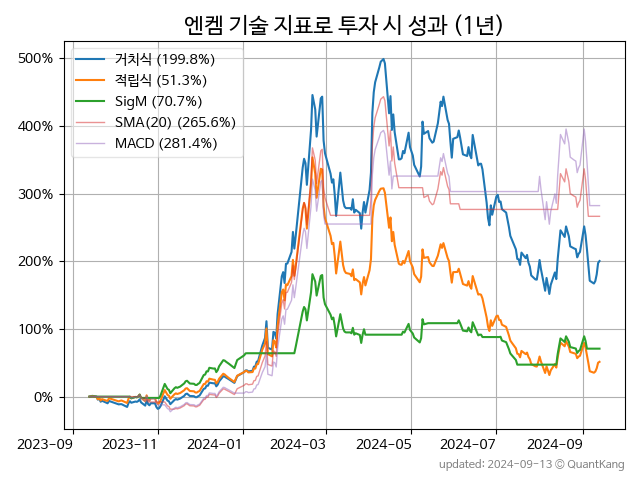 엔켐 기술 지표로 투자 시 성과 (1년)
500%
400%
300%
200%
100%
0%
거치식 (199.8%)
적립식 (51.3%)
SigM (70.7%)
SMA(20) (265.6%)
MACD (281.4%)
2023-09 2023-11 2024-01 2024-03 2024-05 2024-07 2024-09
updated: 2024-09-13 © QuantKang